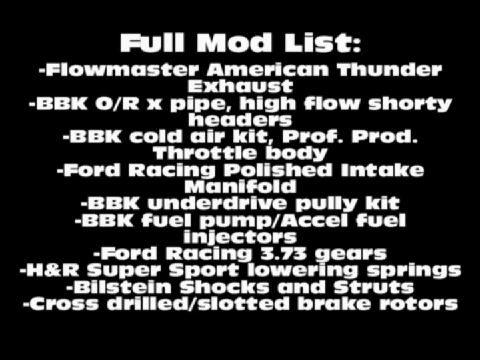 Full Mod List:
-Flowmaster American Thunder
Exhaust
-BBK O/R x pipe, high flow shorty
headers
-BBK cold air kit, Prof. Prod.
Throttle body
-Ford Racing Polished Intake
Manifold
-BBK underdrive pully kit
-BBK fuel pump/Accel fuel
injectors
-Ford Racing 3.73 gears
-H&R Super Sport lowering springs
-Bilstein Shocks and Struts
-Cross drilled/slotted brake rotors